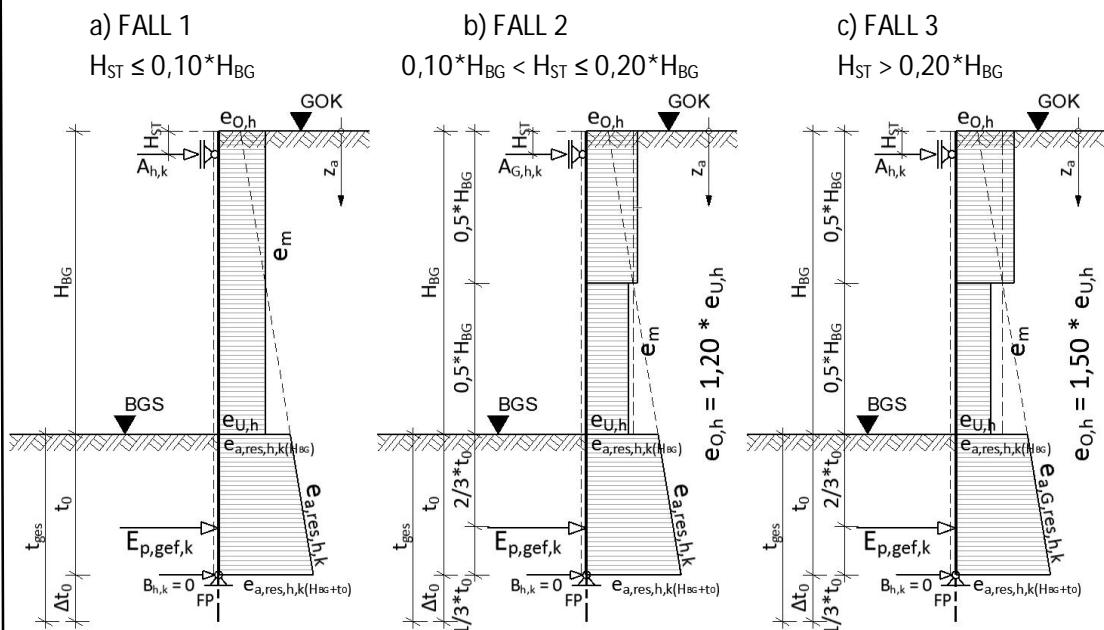 a) FALL 1
H_ST ≤ 0,10*H_BG
GOK
e_O,h
H_ST
A_h,k
e_m
H_BG
BGS
e_U,h
e_a,res,h,k(H_BG)
t_0
t_ges
e_a,res,h,k
E_p,gef,k
B_h,k = 0
e_a,res,h,k(H_BG+t_0)
FP
Δt_0
b) FALL 2
0,10*H_BG < H_ST ≤ 0,20*H_BG
GOK
e_O,h
H_ST
z_a
A_G,h,k
0,5*H_BG
H_BG
0,5*H_BG
e_m
e_O,h = 1,20 * e_U,h
BGS
e_U,h
e_a,res,h,k(H_BG)
2/3*t_0
t_0
t_ges
e_a,res,h,k
E_p,gef,k
B_h,k = 0
e_a,res,h,k(H_BG+t_0)
FP
1/3*t_0
Δt_0
c) FALL 3
H_ST > 0,20*H_BG
GOK
e_O,h
H_ST
z_a
A_h,k
0,5*H_BG
H_BG
0,5*H_BG
e_m
e_O,h = 1,50 * e_U,h
BGS
e_U,h
e_a,res,h,k(H_BG)
2/3*t_0
t_0
t_ges
e_a,G,res,h,k
E_p,gef,k
B_h,k = 0
e_a,res,h,k(H_BG+t_0)
FP
1/3*t_0
Δt_0
z_a